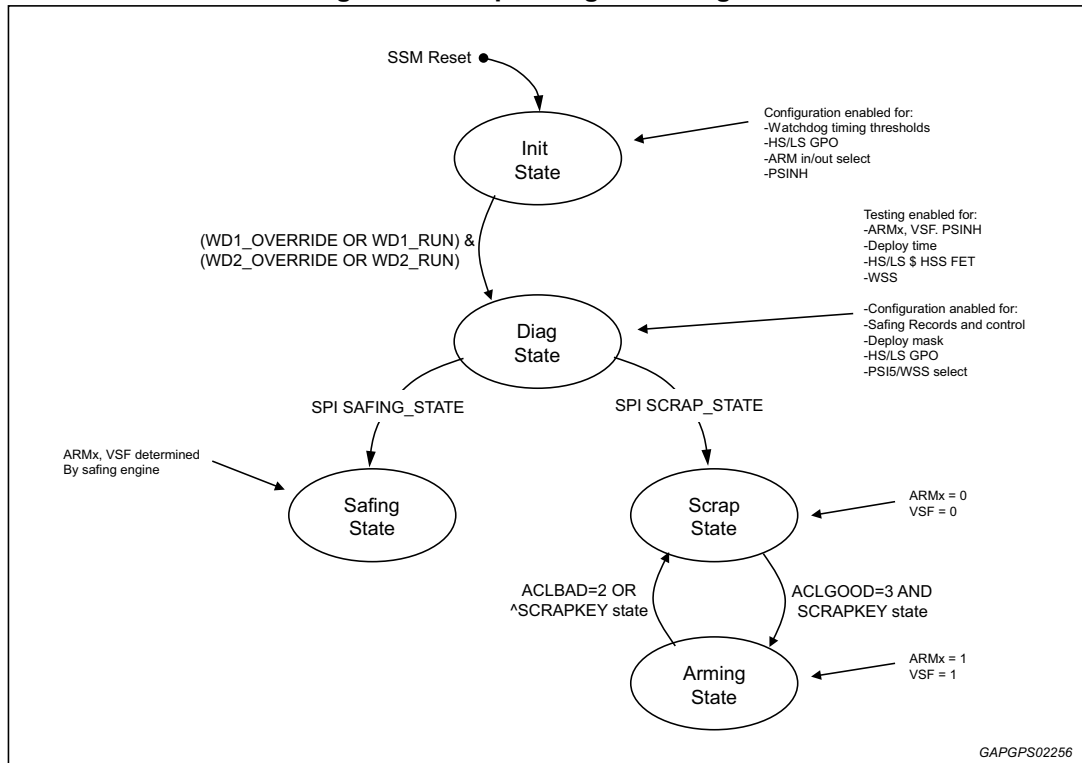 SSM Reset
Configuration enabled for:
-Watchdog timing thresholds
-HS/LS GPO
-ARM in/out select
-PSINH
Init
State
(WD1_OVERRIDE OR WD1_RUN) &
(WD2_OVERRIDE OR WD2_RUN)
Testing enabled for:
-ARMx, VSF. PSINH
-Deploy time
-HS/LS $ HSS FET
-WSS
-Configuration anabled for:
-Safing Records and control
-Deploy mask
-HS/LS GPO
-PSI5/WSS select
Diag
State
SPI SAFING_STATE
SPI SCRAP_STATE
ARMx, VSF determined
By safing engine
Safing
State
Scrap
State
ARMx = 0
VSF = 0
ACLBAD=2 OR
^SCRAPKEY state
ACLGOOD=3 AND
SCRAPKEY state
Arming
State
ARMx = 1
VSF = 1
GAPGPS02256